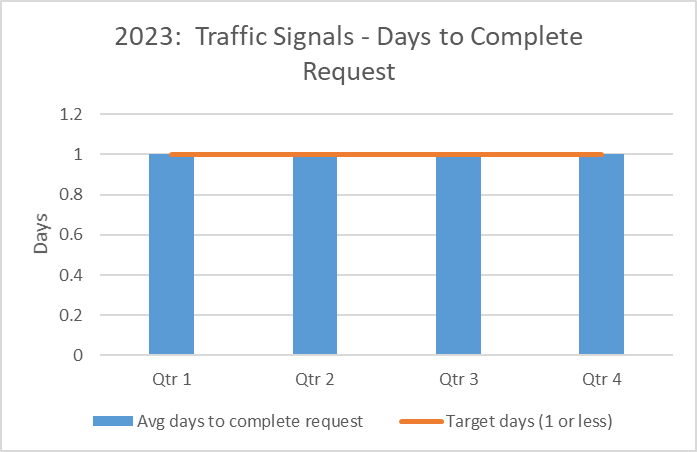 2023:  Traffic Signals - Days to Complete
Request
1.2
1
0.8
0.6
0.4
0.2
0
Days
Qtr 1 Qtr 2 Qtr 3 Qtr 4
Avg days to complete request Target days (1 or less)